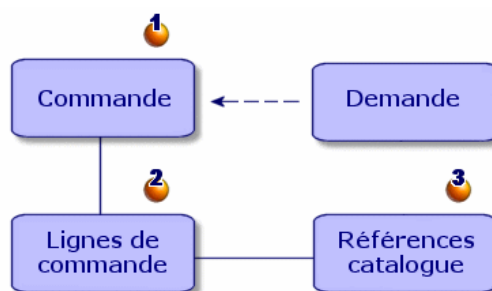 1
Commande
Demande
2
3
Lignes de
commande
Références
catalogue